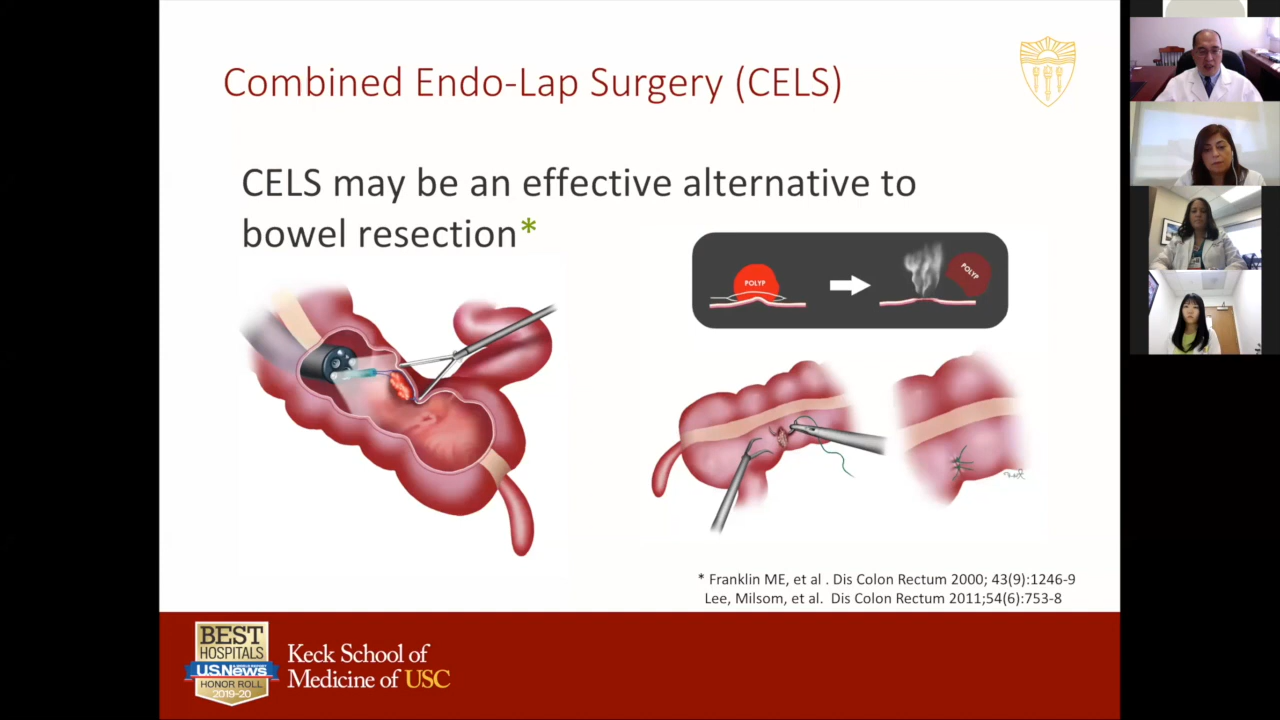 Combined Endo-Lap Surgery (CELS)
CELS may be an effective alternative to
bowel resection*
POLYP
POLYP
* Franklin ME, et al . Dis Colon Rectum 2000; 43(9):1246-9
Lee, Milsom, et al. Dis Colon Rectum 2011;54(6):753-8
BEST
HOSPITALS
U.S.News
HONOR ROLL
2019-20
Keck School of
Medicine of USC